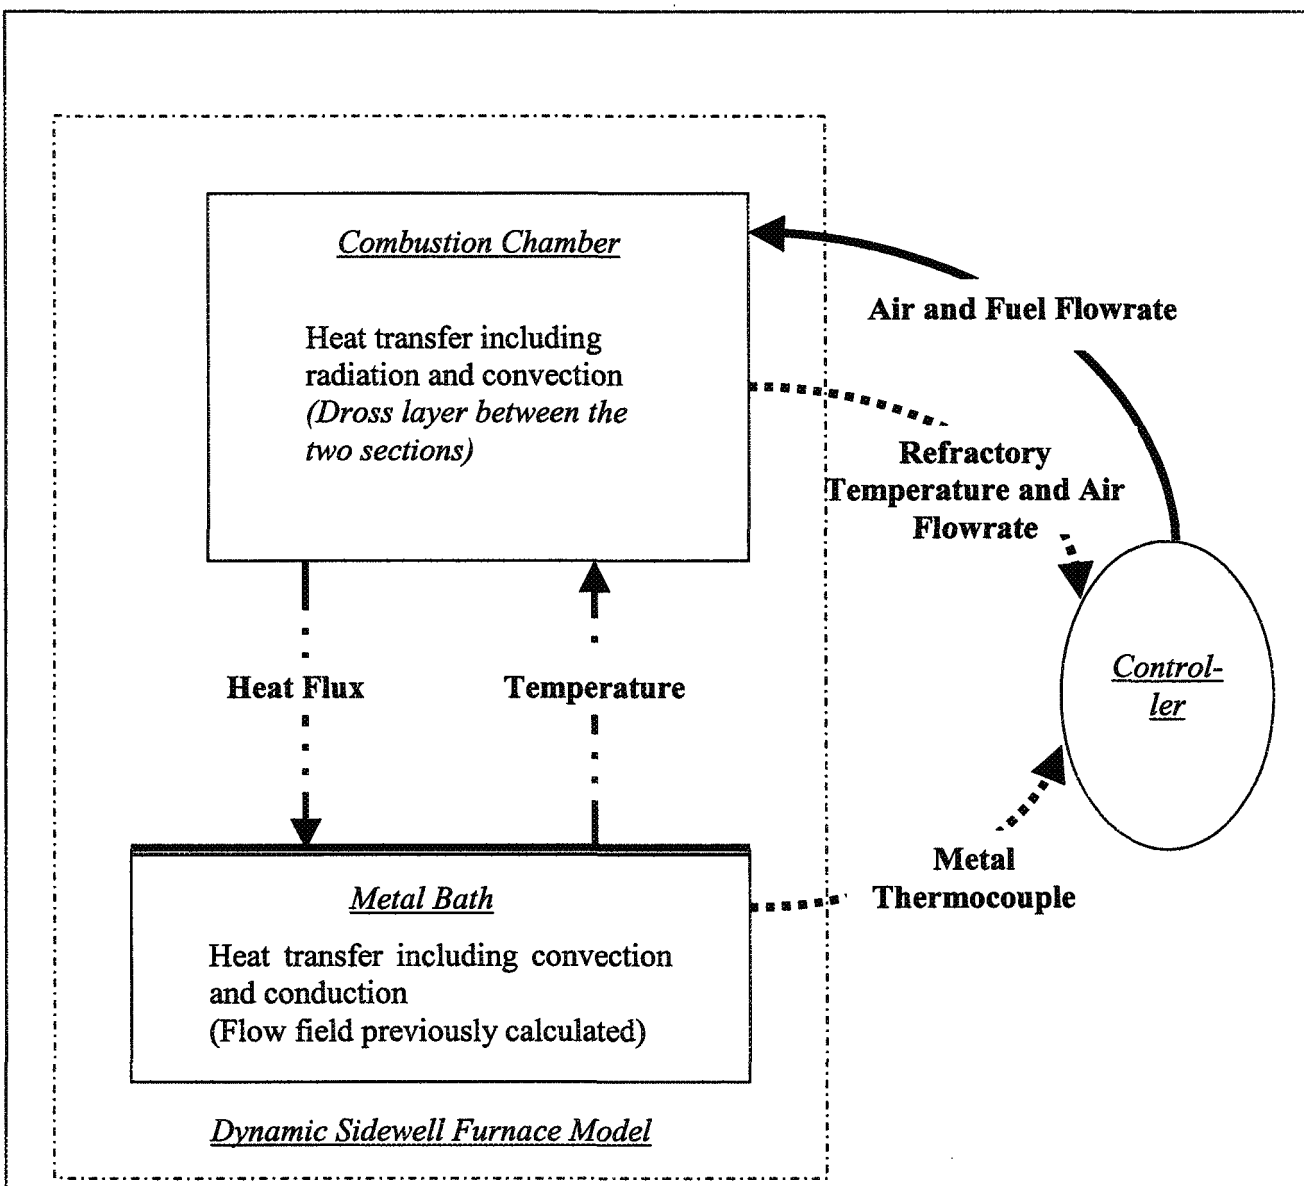 Combustion Chamber
Heat transfer including
radiation and convection
(Dross layer between the
two sections)
Air and Fuel Flowrate
Refractory
Temperature and Air
Flowrate
Control-
ler
Heat Flux
Temperature
Metal
Thermocouple
Metal Bath
Heat transfer including convection
and conduction
(Flow field previously calculated)
Dynamic Sidewell Furnace Model